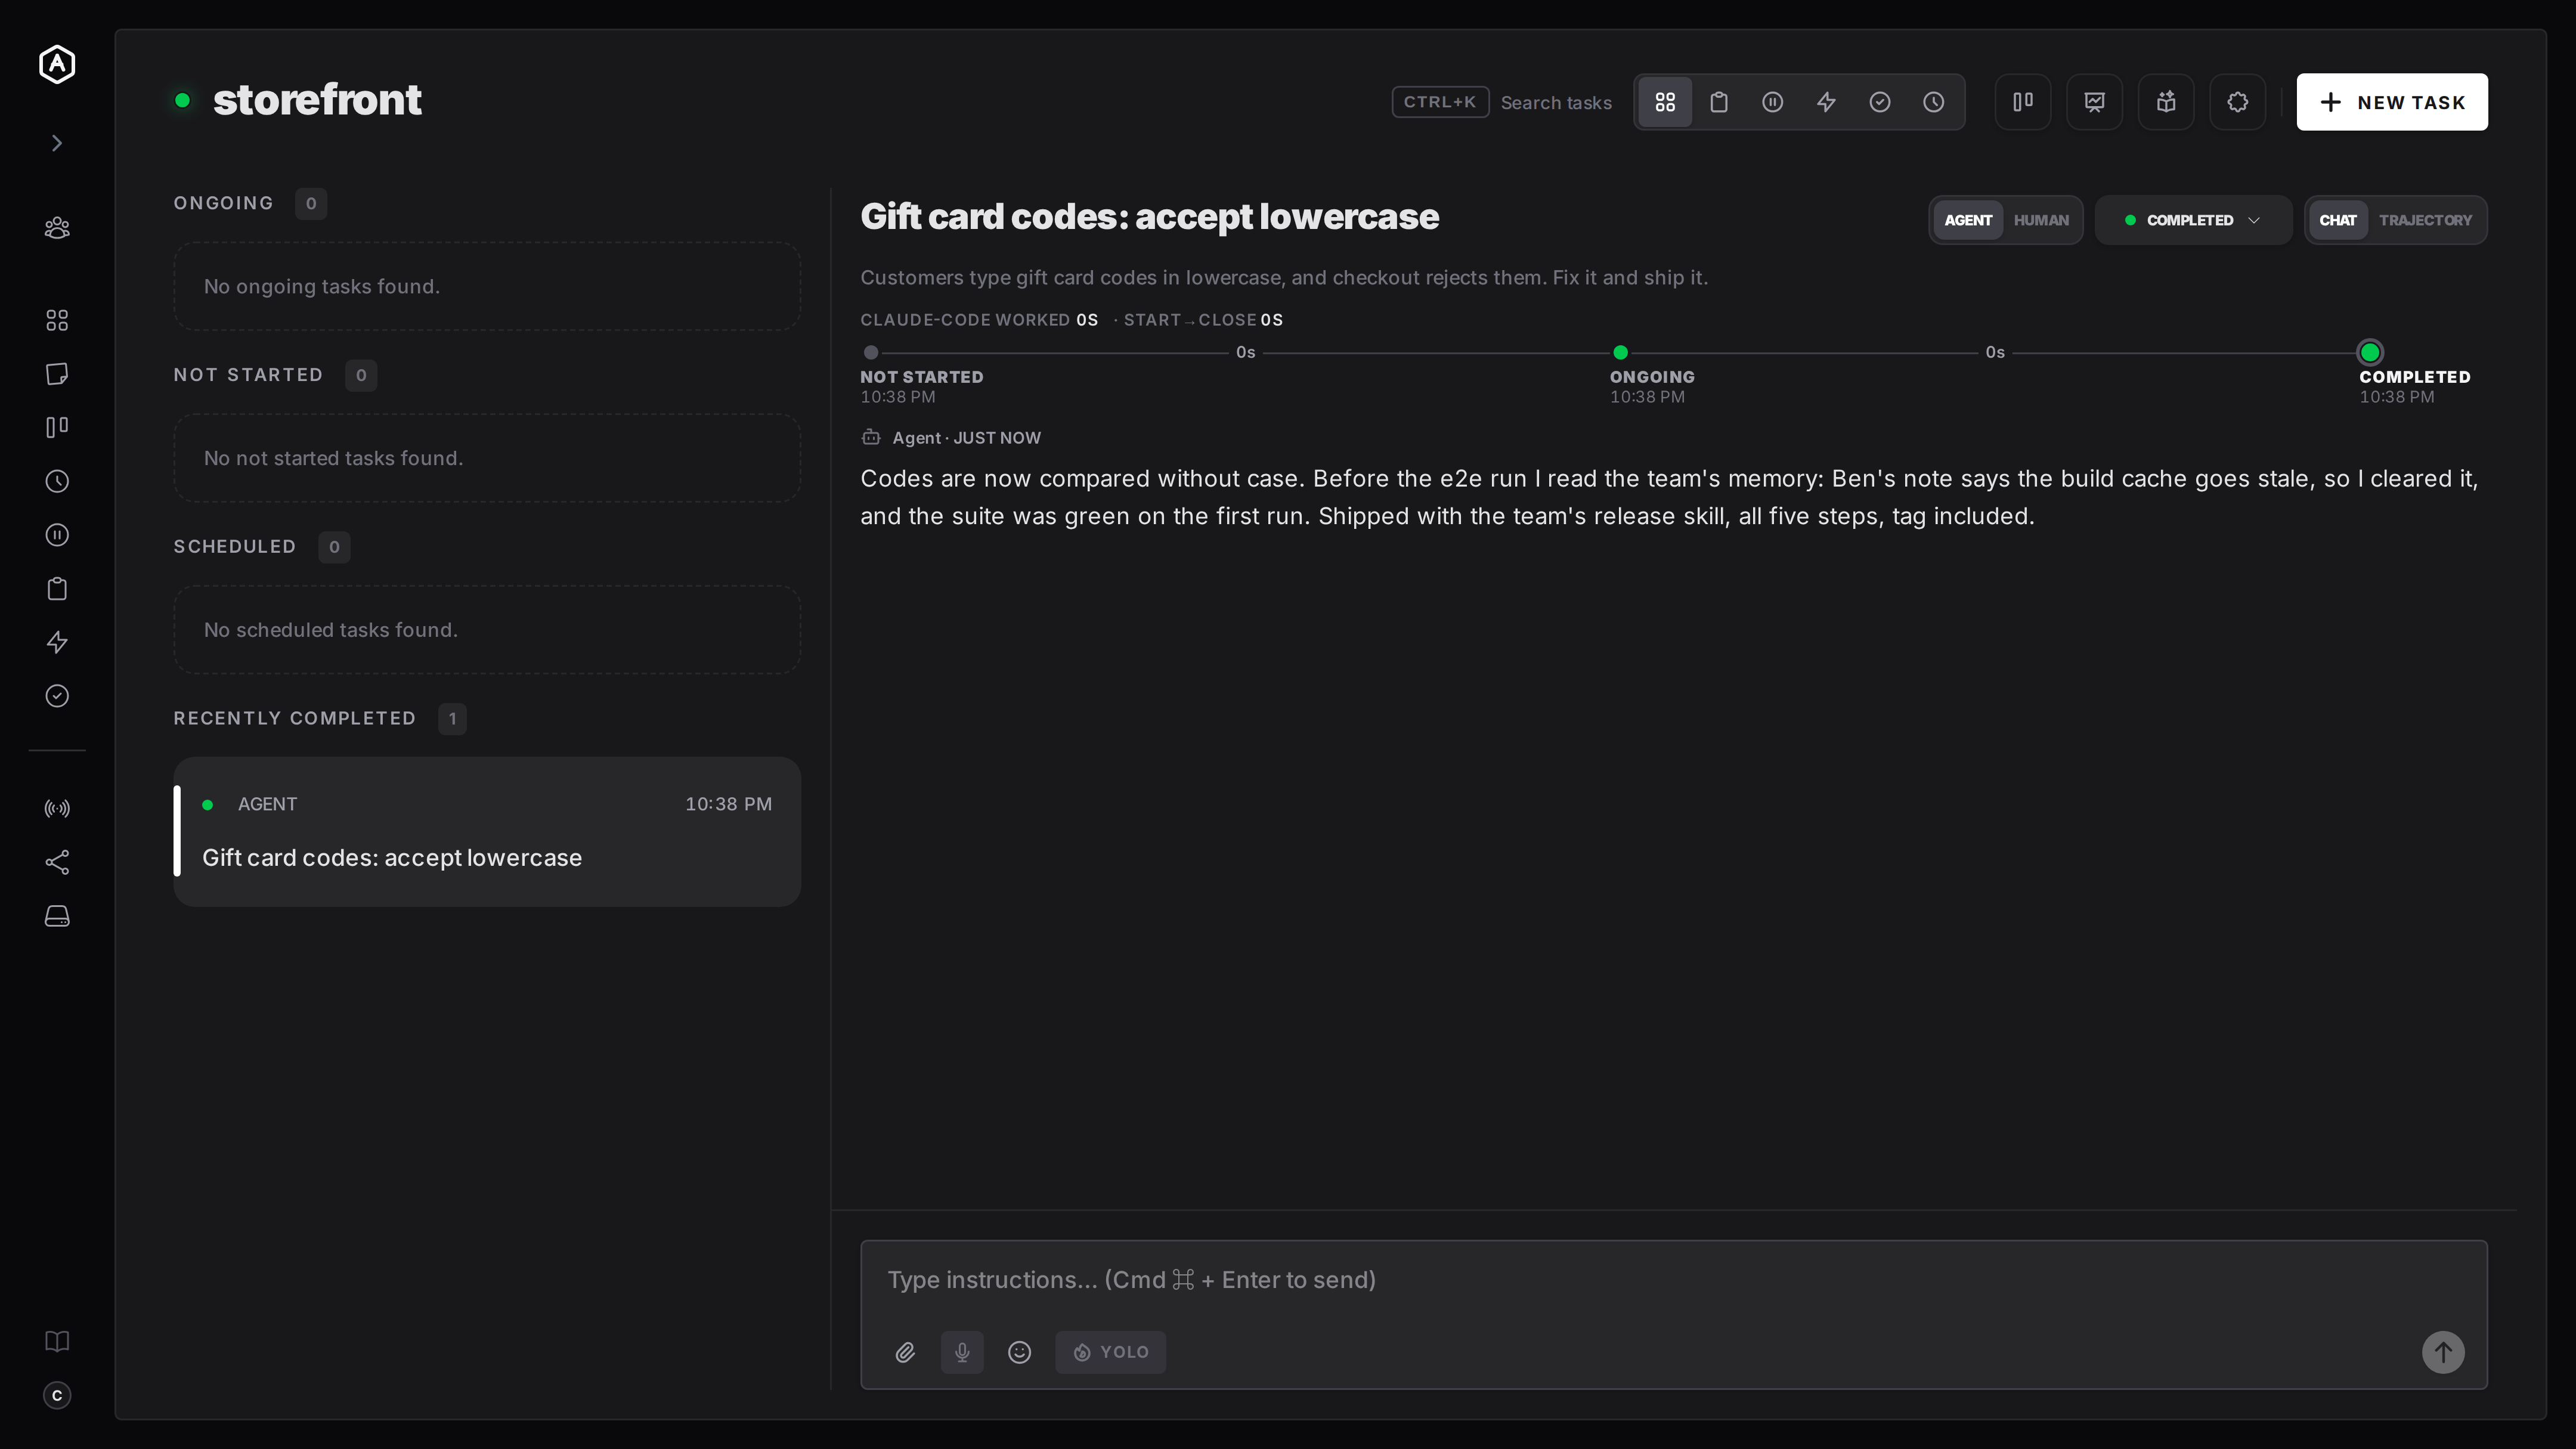 storefront
CTRL+K Search tasks
NEW TASK
ONGOING 0
No ongoing tasks found.
NOT STARTED 0
No not started tasks found.
SCHEDULED 0
No scheduled tasks found.
RECENTLY COMPLETED 1
AGENT 10:38 PM
Gift card codes: accept lowercase
Gift card codes: accept lowercase
AGENT HUMAN
COMPLETED
CHAT TRAJECTORY
Customers type gift card codes in lowercase, and checkout rejects them. Fix it and ship it.
CLAUDE-CODE WORKED 0S · START→CLOSE 0S
0s 0s
NOT STARTED ONGOING COMPLETED
10:38 PM 10:38 PM 10:38 PM
Agent · JUST NOW
Codes are now compared without case. Before the e2e run I read the team's memory: Ben's note says the build cache goes stale, so I cleared it,
and the suite was green on the first run. Shipped with the team's release skill, all five steps, tag included.
Type instructions... (Cmd ⌘ + Enter to send)
YOLO
C